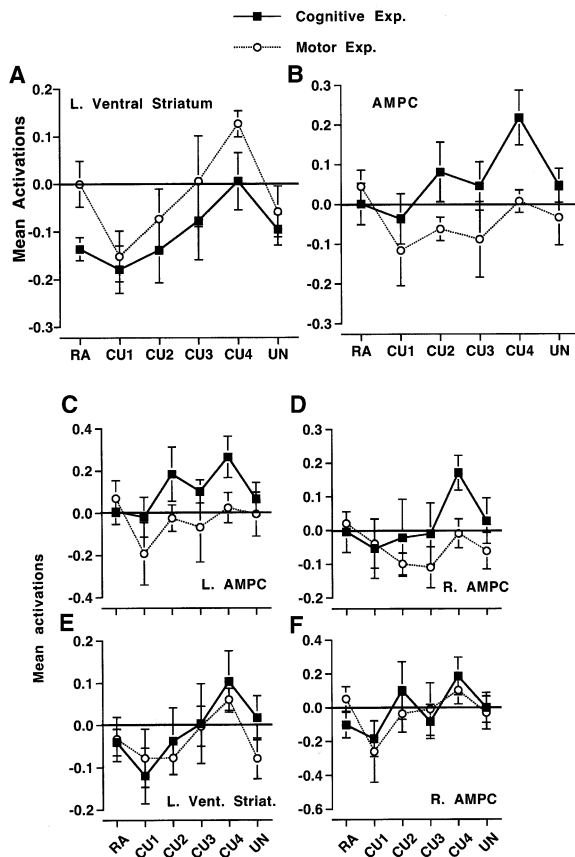 Cognitive Exp.
Motor Exp.
A
L. Ventral Striatum
Mean Activations
0.2
0.1
0.0
-0.1
-0.2
-0.3
RA CU1 CU2 CU3 CU4 UN
B
AMPC
0.3
0.2
0.1
0.0
-0.1
-0.2
-0.3
RA CU1 CU2 CU3 CU4 UN
C
0.4
0.2
0.0
-0.2
-0.4
L. AMPC
D
0.3
0.2
0.1
0.0
-0.1
-0.2
R. AMPC
Mean activations
E
0.2
0.1
0.0
-0.1
-0.2
L. Vent. Striat.
RA CU1 CU2 CU3 CU4 UN
F
0.4
0.2
0.0
-0.2
-0.4
-0.6
R. AMPC
RA CU1 CU2 CU3 CU4 UN